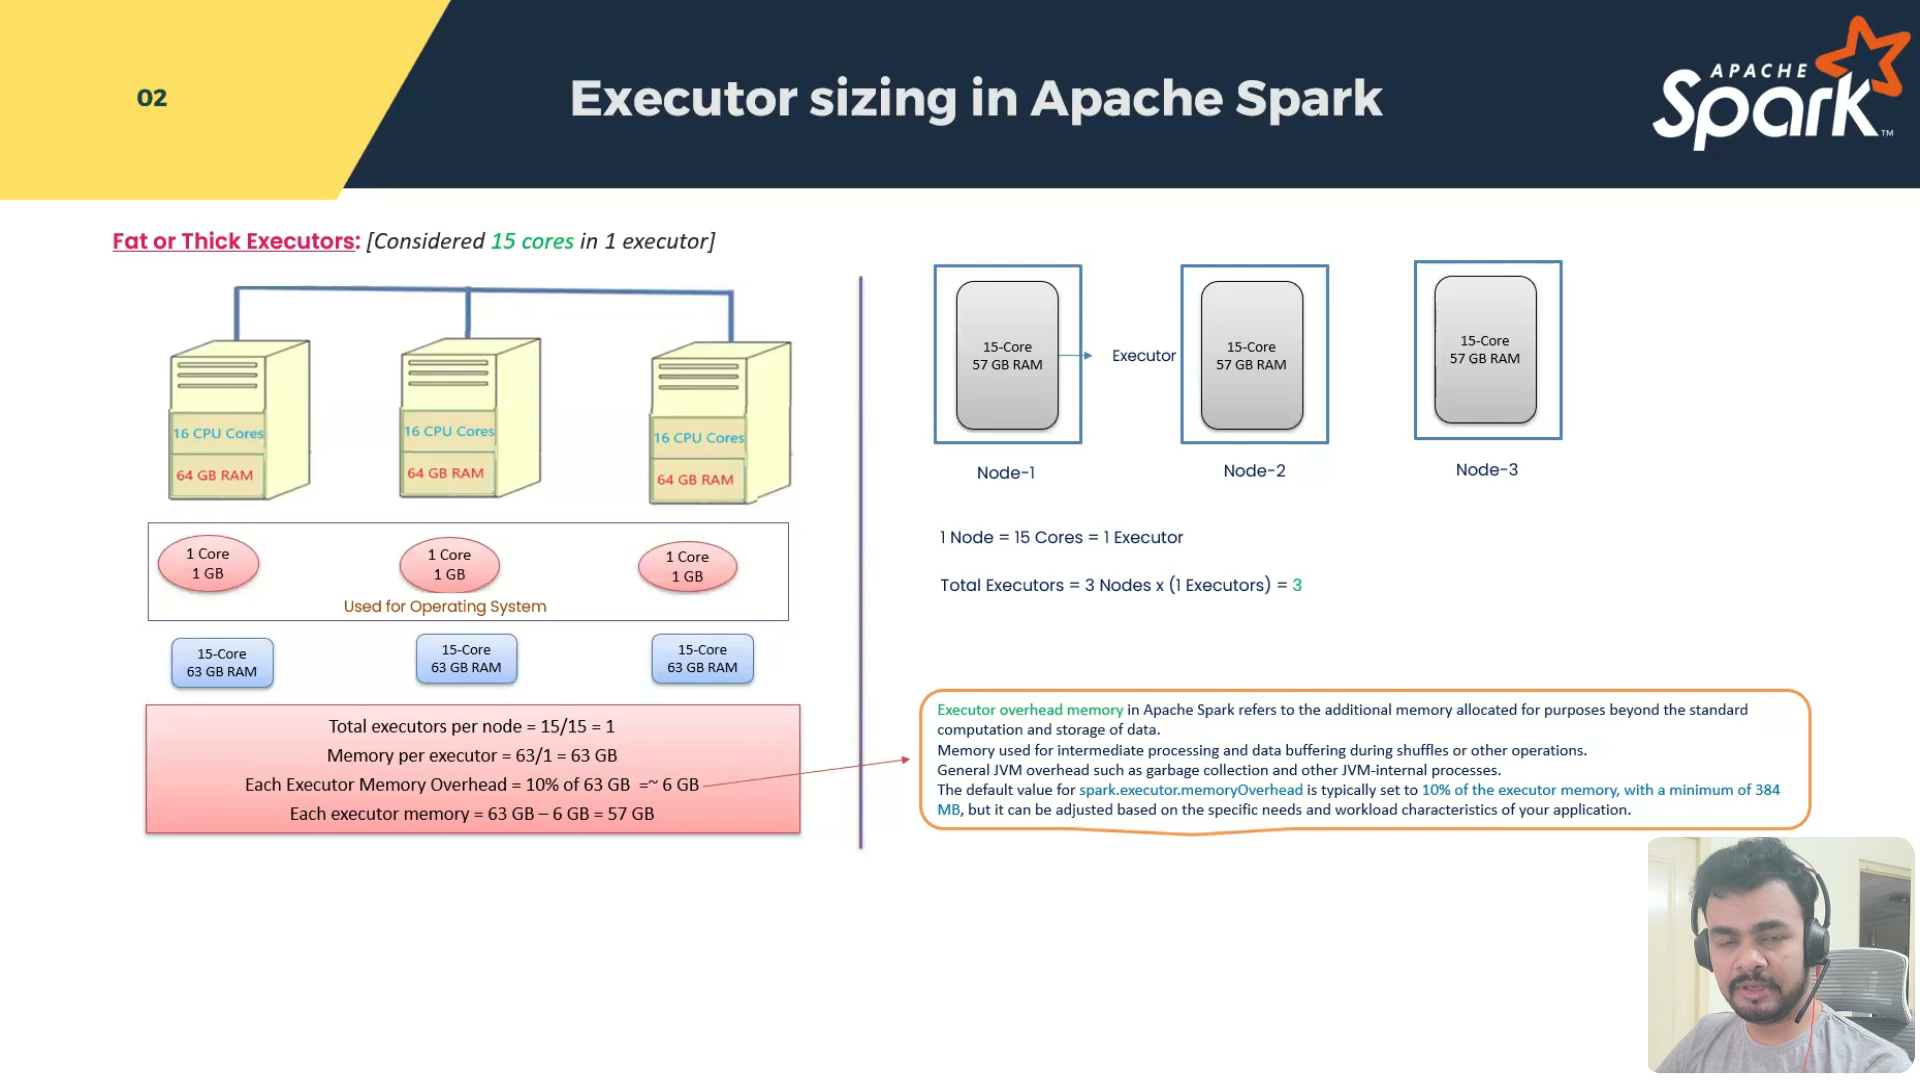 02
Executor sizing in Apache Spark
APACHE
Spark™
Fat or Thick Executors: [Considered 15 cores in 1 executor]
16 CPU Cores
64 GB RAM
16 CPU Cores
64 GB RAM
16 CPU Cores
64 GB RAM
1 Core
1 GB
1 Core
1 GB
1 Core
1 GB
Used for Operating System
15-Core
63 GB RAM
15-Core
63 GB RAM
15-Core
63 GB RAM
Total executors per node = 15/15 = 1
Memory per executor = 63/1 = 63 GB
Each Executor Memory Overhead = 10% of 63 GB =~ 6 GB
Each executor memory = 63 GB – 6 GB = 57 GB
15-Core
57 GB RAM
Executor
15-Core
57 GB RAM
15-Core
57 GB RAM
Node-1
Node-2
Node-3
1 Node = 15 Cores = 1 Executor
Total Executors = 3 Nodes x (1 Executors) = 3
Executor overhead memory in Apache Spark refers to the additional memory allocated for purposes beyond the standard
computation and storage of data.
Memory used for intermediate processing and data buffering during shuffles or other operations.
General JVM overhead such as garbage collection and other JVM-internal processes.
The default value for spark.executor.memoryOverhead is typically set to 10% of the executor memory, with a minimum of 384
MB, but it can be adjusted based on the specific needs and workload characteristics of your application.